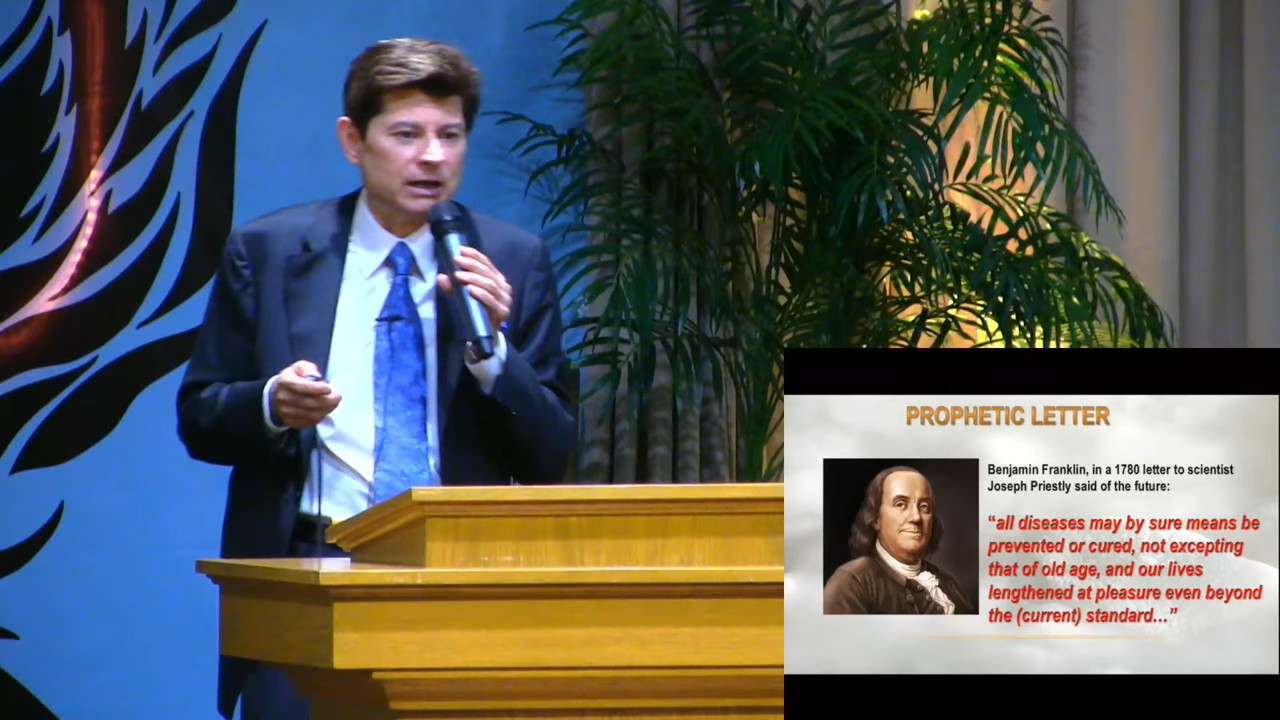 PROPHETIC LETTER
Benjamin Franklin, in a 1780 letter to scientist
Joseph Priestly said of the future:
“all diseases may by sure means be
prevented or cured, not excepting
that of old age, and our lives
lengthened at pleasure even beyond
the (current) standard…”